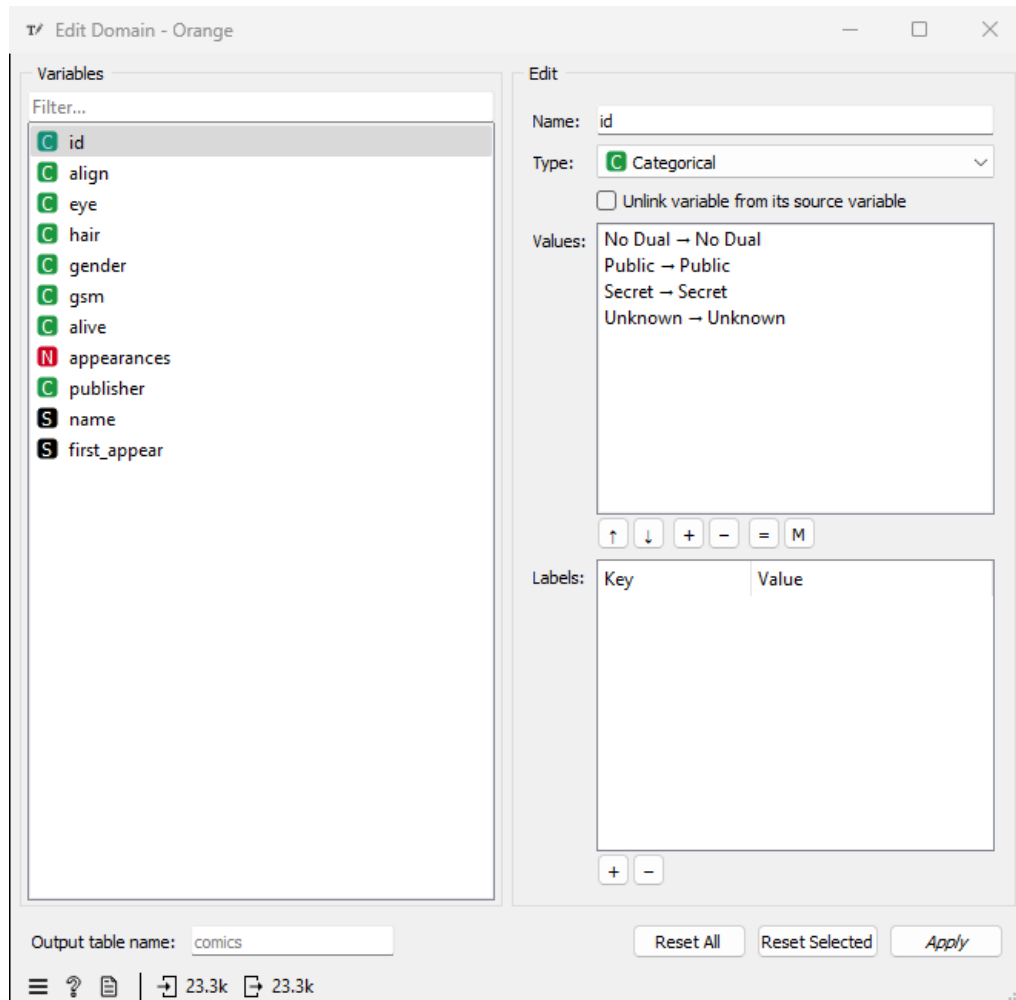 Edit Domain - Orange
Variables
Filter...
C id
C align
C eye
C hair
C gender
C gsm
C alive
N appearances
C publisher
S name
S first_appear
Edit
Name: id
Type: C Categorical
Unlink variable from its source variable
Values: No Dual → No Dual
Public → Public
Secret → Secret
Unknown → Unknown
↑ ↓ + − = M
Labels: Key Value
+ −
Output table name: comics
Reset All Reset Selected Apply
? 23.3k 23.3k